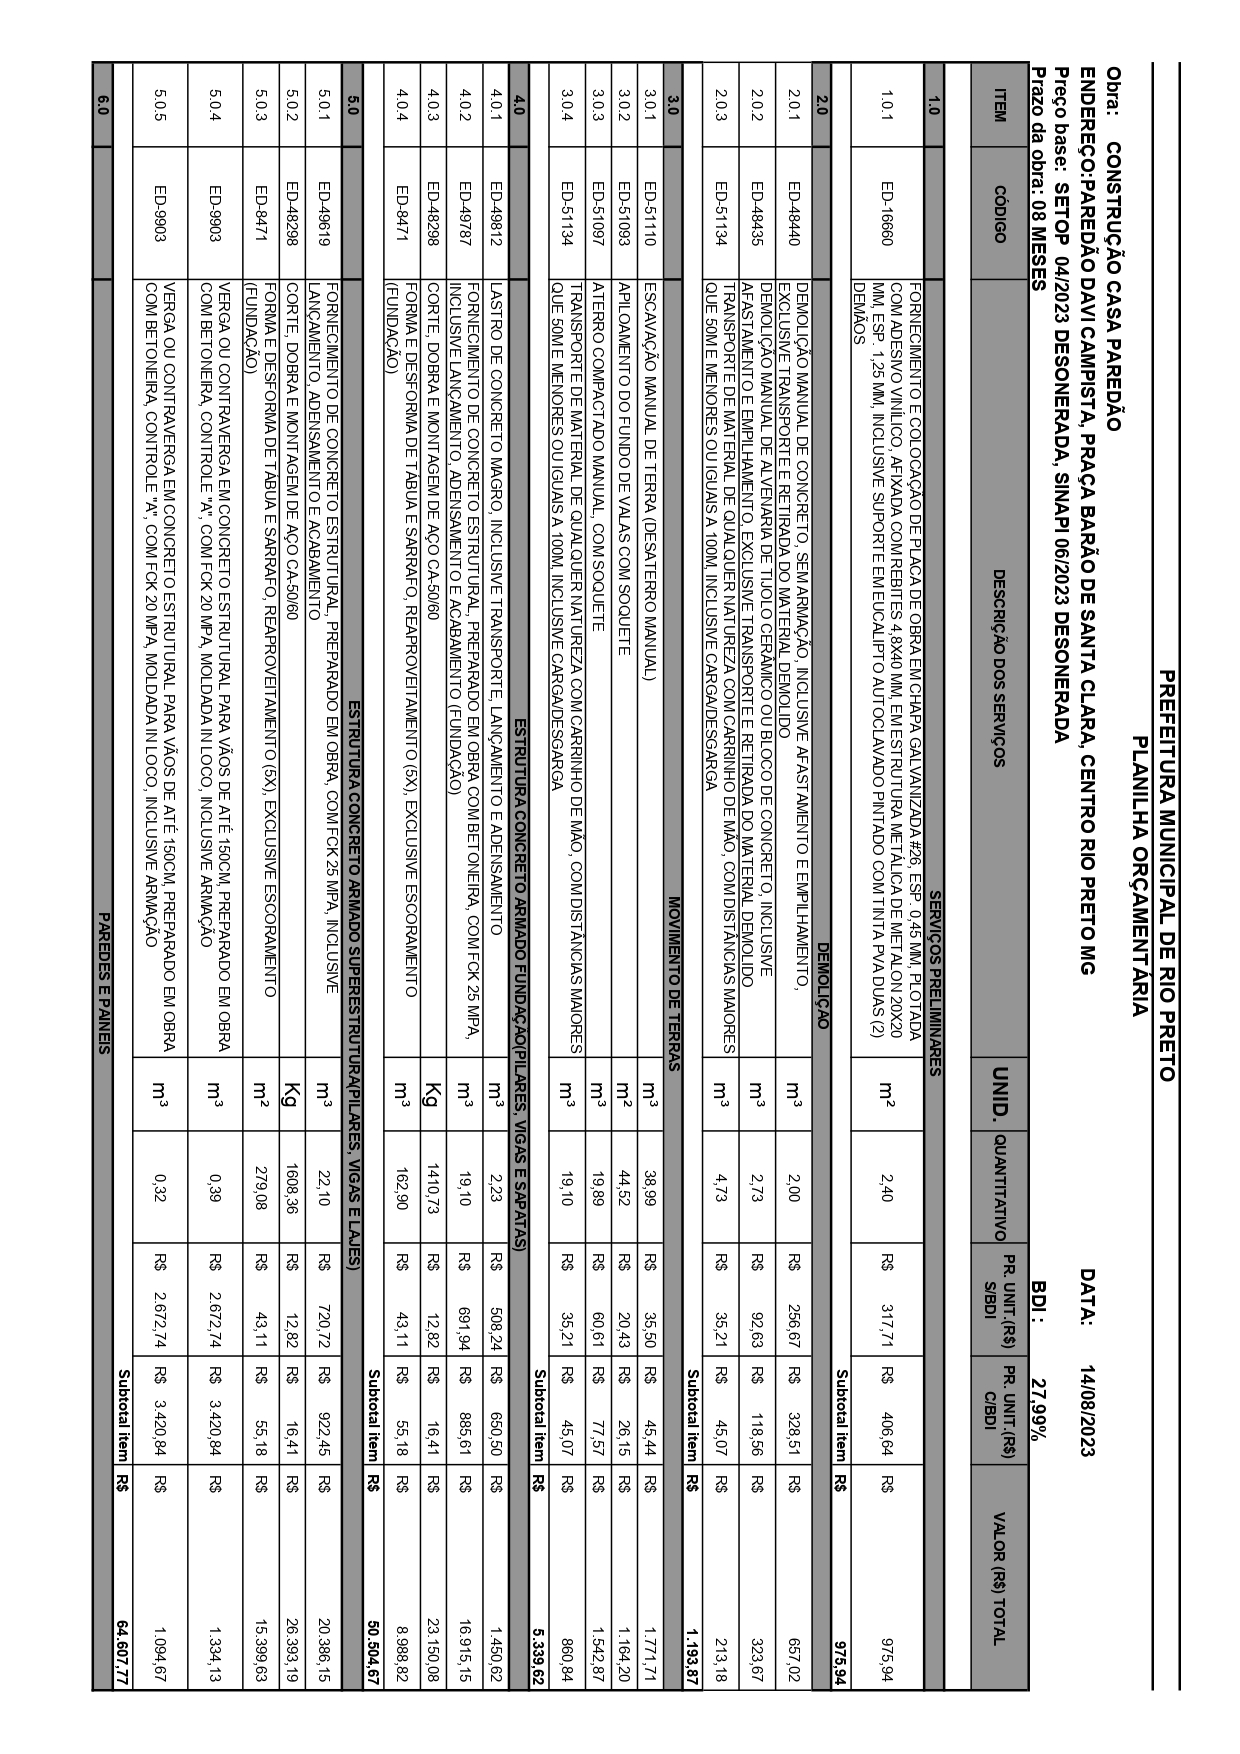 PREFEITURA MUNICIPAL DE RIO PRETO
PLANILHA ORÇAMENTÁRIA
Obra: CONSTRUÇÃO CASA PAREDÃO
ENDEREÇO:PAREDÃO DAVI CAMPISTA, PRAÇA BARÃO DE SANTA CLARA, CENTRO RIO PRETO MG DATA: 14/08/2023
Preço base: SETOP 04/2023 DESONERADA, SINAPI 06/2023 DESONERADA
Prazo da obra: 08 MESES BDI : 27,99%
ITEM CÓDIGO DESCRIÇÃO DOS SERVIÇOS UNID. QUANTITATIVO PR. UNIT.(R$) S/BDI PR. UNIT.(R$) C/BDI VALOR (R$) TOTAL
1.0 SERVIÇOS PRELIMINARES
1.0.1 ED-16660 FORNECIMENTO E COLOCAÇÃO DE PLACA DE OBRA EM CHAPA GALVANIZADA #26, ESP. 0,45 MM, PLOTADA
COM ADESIVO VINÍLICO, AFIXADA COM REBITES 4,8X40 MM, EM ESTRUTURA METÁLICA DE METALON 20X20
MM, ESP. 1,25 MM, INCLUSIVE SUPORTE EM EUCALIPTO AUTOCLAVADO PINTADO COM TINTA PVA DUAS (2)
DEMÃOS m² 2,40 R$ 317,71 R$ 406,64 R$ 975,94
Subtotal item R$ 975,94
2.0 DEMOLIÇÃO
2.0.1 ED-48440 DEMOLIÇÃO MANUAL DE CONCRETO, SEM ARMAÇÃO, INCLUSIVE AFASTAMENTO E EMPILHAMENTO,
EXCLUSIVE TRANSPORTE E RETIRADA DO MATERIAL DEMOLIDO m³ 2,00 R$ 256,67 R$ 328,51 R$ 657,02
2.0.2 ED-48435 DEMOLIÇÃO MANUAL DE ALVENARIA DE TIJOLO CERÂMICO OU BLOCO DE CONCRETO, INCLUSIVE
AFASTAMENTO E EMPILHAMENTO, EXCLUSIVE TRANSPORTE E RETIRADA DO MATERIAL DEMOLIDO m³ 2,73 R$ 92,63 R$ 118,56 R$ 323,67
2.0.3 ED-51134 TRANSPORTE DE MATERIAL DE QUALQUER NATUREZA COM CARRINHO DE MÃO, COM DISTÂNCIAS MAIORES
QUE 50M E MENORES OU IGUAIS A 100M, INCLUSIVE CARGA/DESGARGA m³ 4,73 R$ 35,21 R$ 45,07 R$ 213,18
Subtotal item R$ 1.193,87
3.0 MOVIMENTO DE TERRAS
3.0.1 ED-51110 ESCAVAÇÃO MANUAL DE TERRA (DESATERRO MANUAL) m³ 38,99 R$ 35,50 R$ 45,44 R$ 1.771,71
3.0.2 ED-51093 APILOAMENTO DO FUNDO DE VALAS COM SOQUETE m² 44,52 R$ 20,43 R$ 26,15 R$ 1.164,20
3.0.3 ED-51097 ATERRO COMPACTADO MANUAL, COM SOQUETE m³ 19,89 R$ 60,61 R$ 77,57 R$ 1.542,87
3.0.4 ED-51134 TRANSPORTE DE MATERIAL DE QUALQUER NATUREZA COM CARRINHO DE MÃO, COM DISTÂNCIAS MAIORES
QUE 50M E MENORES OU IGUAIS A 100M, INCLUSIVE CARGA/DESGARGA m³ 19,10 R$ 35,21 R$ 45,07 R$ 860,84
Subtotal item R$ 5.339,62
4.0 ESTRUTURA CONCRETO ARMADO FUNDAÇÃO(PILARES, VIGAS E SAPATAS)
4.0.1 ED-49812 LASTRO DE CONCRETO MAGRO, INCLUSIVE TRANSPORTE, LANÇAMENTO E ADENSAMENTO m³ 2,23 R$ 508,24 R$ 650,50 R$ 1.450,62
4.0.2 ED-49787 FORNECIMENTO DE CONCRETO ESTRUTURAL, PREPARADO EM OBRA COM BETONEIRA, COM FCK 25 MPA,
INCLUSIVE LANÇAMENTO, ADENSAMENTO E ACABAMENTO (FUNDAÇÃO) m³ 19,10 R$ 691,94 R$ 885,61 R$ 16.915,15
4.0.3 ED-48298 CORTE, DOBRA E MONTAGEM DE AÇO CA-50/60 Kg 1410,73 R$ 12,82 R$ 16,41 R$ 23.150,08
4.0.4 ED-8471 FORMA E DESFORMA DE TÁBUA E SARRAFO, REAPROVEITAMENTO (5X), EXCLUSIVE ESCORAMENTO
(FUNDAÇÃO) m³ 162,90 R$ 43,11 R$ 55,18 R$ 8.988,82
Subtotal item R$ 50.504,67
5.0 ESTRUTURA CONCRETO ARMADO SUPERESTRUTURA(PILARES, VIGAS E LAJES)
5.0.1 ED-49619 FORNECIMENTO DE CONCRETO ESTRUTURAL, PREPARADO EM OBRA, COM FCK 25 MPA, INCLUSIVE
LANÇAMENTO, ADENSAMENTO E ACABAMENTO m³ 22,10 R$ 720,72 R$ 922,45 R$ 20.386,15
5.0.2 ED-48298 CORTE, DOBRA E MONTAGEM DE AÇO CA-50/60 Kg 1608,36 R$ 12,82 R$ 16,41 R$ 26.393,19
5.0.3 ED-8471 FORMA E DESFORMA DE TÁBUA E SARRAFO, REAPROVEITAMENTO (5X), EXCLUSIVE ESCORAMENTO
(FUNDAÇÃO) m² 279,08 R$ 43,11 R$ 55,18 R$ 15.399,63
5.0.4 ED-9903 VERGA OU CONTRAVERGA EM CONCRETO ESTRUTURAL PARA VÃOS DE ATÉ 150CM, PREPARADO EM OBRA
COM BETONEIRA, CONTROLE "A", COM FCK 20 MPA, MOLDADA IN LOCO, INCLUSIVE ARMAÇÃO m³ 0,39 R$ 2.672,74 R$ 3.420,84 R$ 1.334,13
5.0.5 ED-9903 VERGA OU CONTRAVERGA EM CONCRETO ESTRUTURAL PARA VÃOS DE ATÉ 150CM, PREPARADO EM OBRA
COM BETONEIRA, CONTROLE "A", COM FCK 20 MPA, MOLDADA IN LOCO, INCLUSIVE ARMAÇÃO m³ 0,32 R$ 2.672,74 R$ 3.420,84 R$ 1.094,67
Subtotal item R$ 64.607,77
6.0 PAREDES E PAINEIS